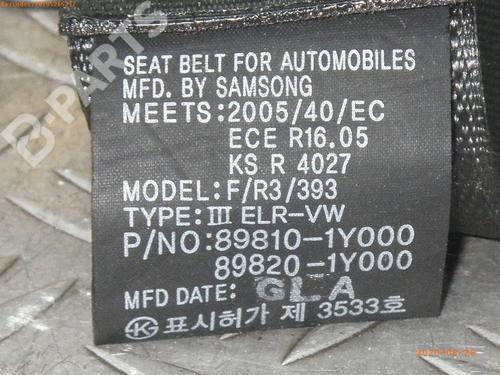 B-PARTS
SEAT BELT FOR AUTOMOBILES
MFD. BY SAMSONG
MEETS:2005/40/EC
ECE R16.05
KS R 4027
MODEL:F/R3/393
TYPE:III ELR-VW
P/NO:89810-1Y000
89820-1Y000
MFD DATE: GL A
표시허가 제 3533호